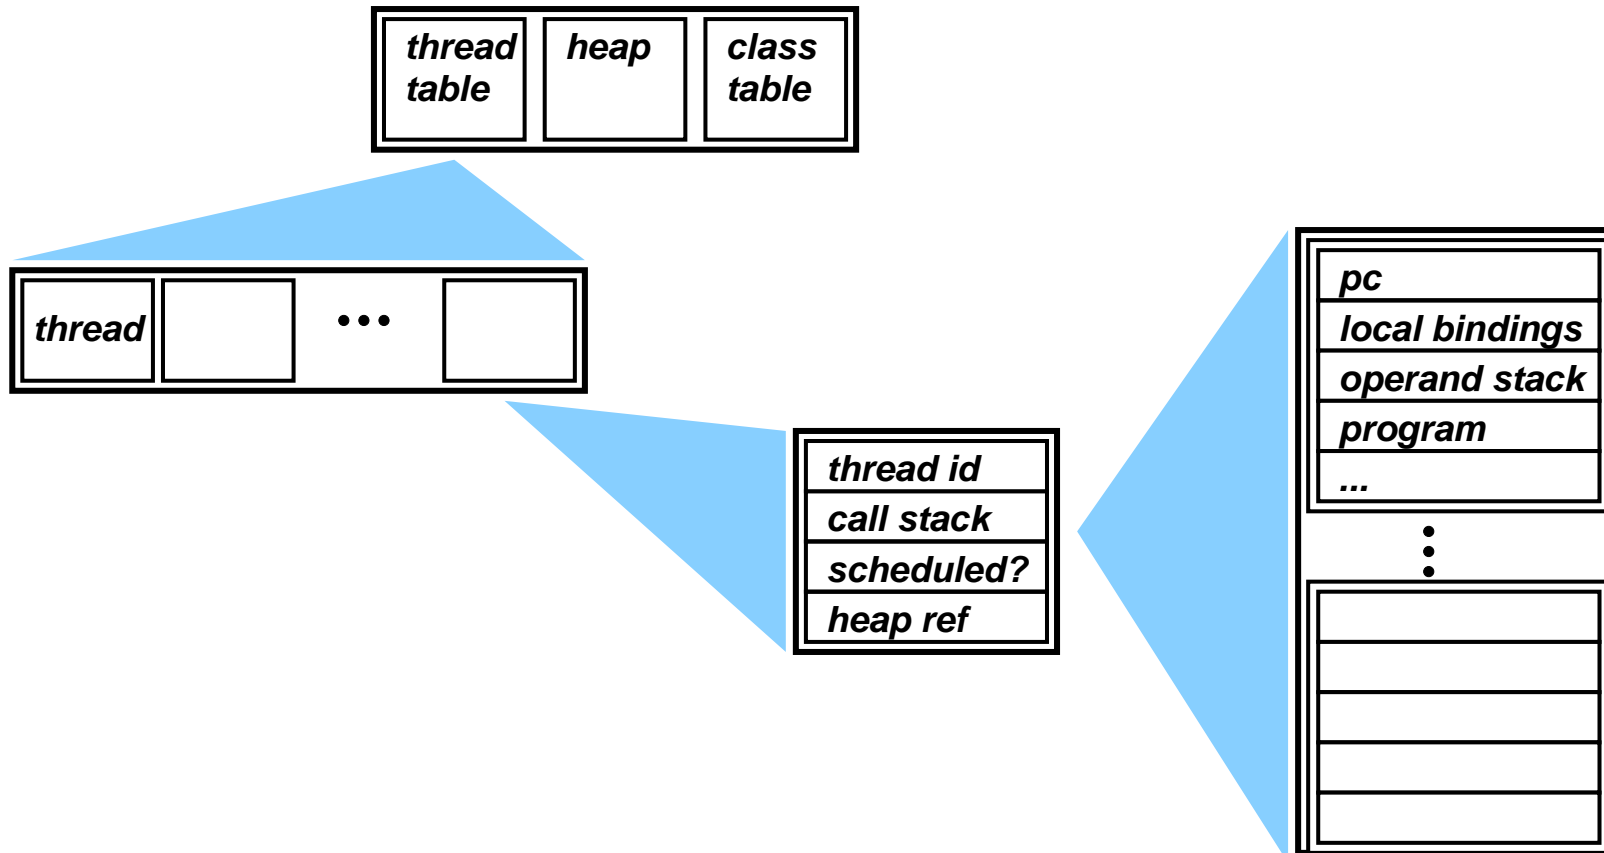 thread
table
heap
class
table
thread
...
thread id
call stack
scheduled?
heap ref
pc
local bindings
operand stack
program
...